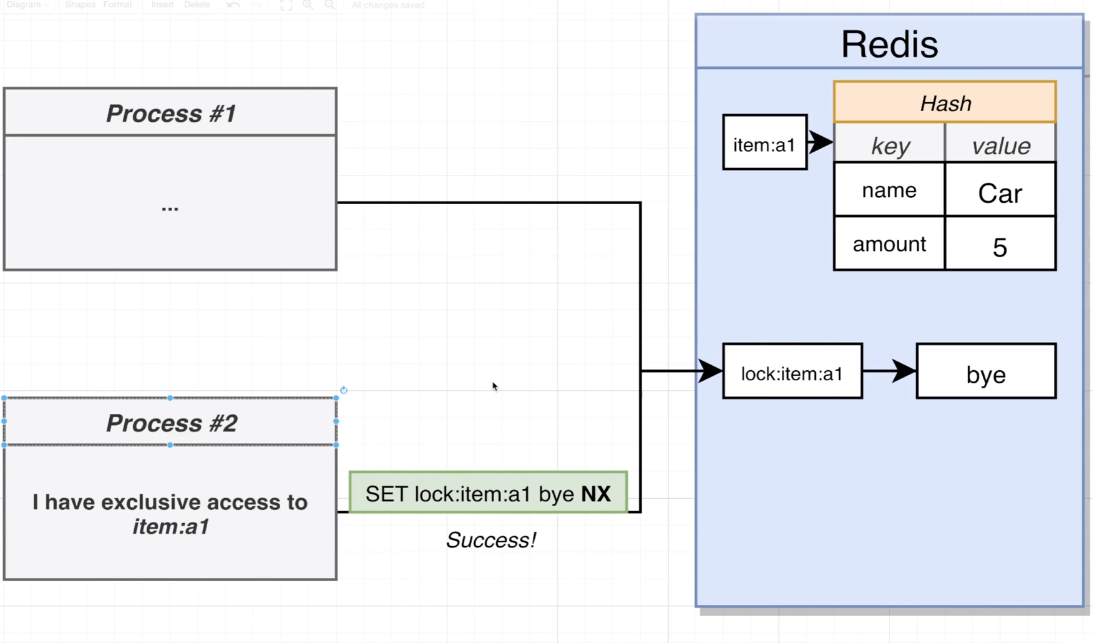 Diagram
Shapes
Format
Insert
Delete
All changes saved
Redis
Process #1
...
Hash
item:a1
key
value
name
Car
amount
5
lock:item:a1
bye
Process #2
I have exclusive access to
item:a1
SET lock:item:a1 bye NX
Success!